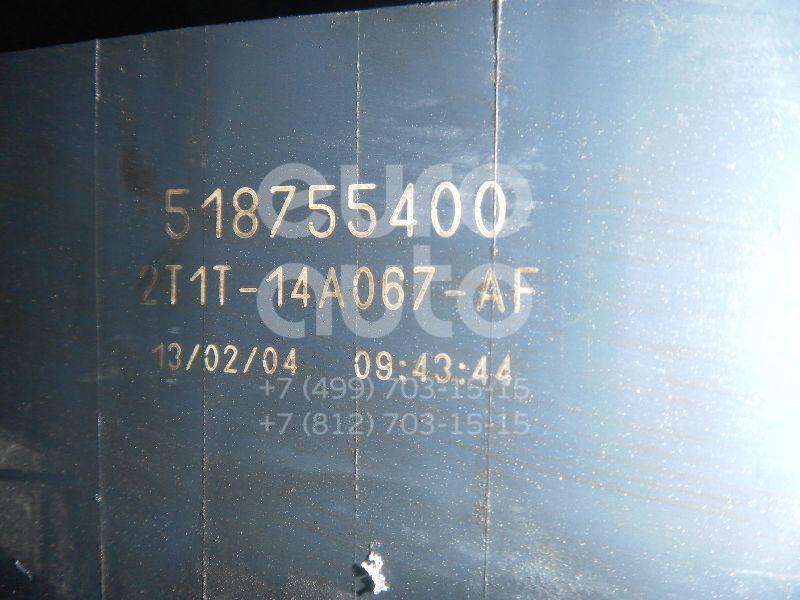 518755400
2T1T-14A067-AF
13/02/04 09:43:44
euro
auto
+7 (499) 703-15-15
+7 (812) 703-15-15